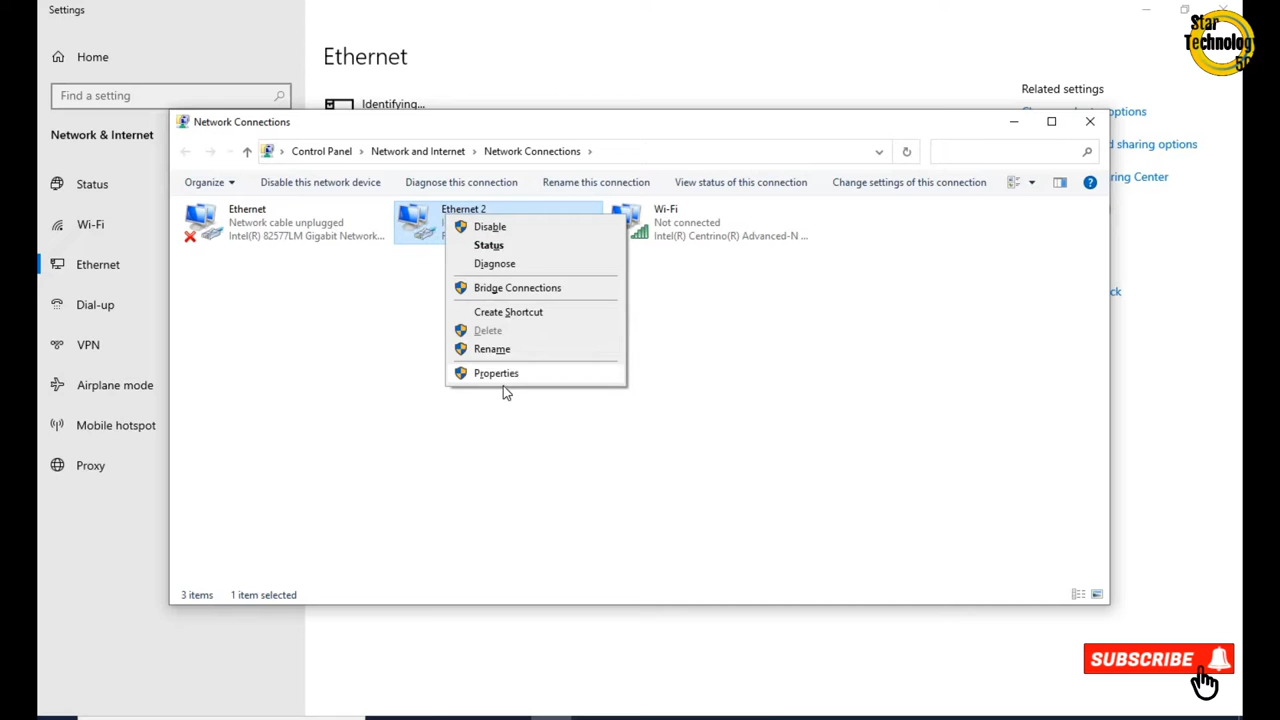 Settings
Star
Technology
Home
Ethernet
Find a setting
Identifying...
Related settings
options
Network & Internet
Network Connections
d sharing options
Control Panel
Network and Internet
Network Connections
ring Center
Status
Organize
Disable this network device
Diagnose this connection
Rename this connection
View status of this connection
Change settings of this connection
Ethernet
Network cable unplugged
Intel(R) 82577LM Gigabit Network...
Ethernet 2
Wi-Fi
Not connected
Intel(R) Centrino(R) Advanced-N ...
Wi-Fi
Disable
Status
Diagnose
Bridge Connections
Create Shortcut
Delete
Rename
Properties
Ethernet
Dial-up
VPN
Airplane mode
Mobile hotspot
Proxy
3 items
1 item selected
SUBSCRIBE